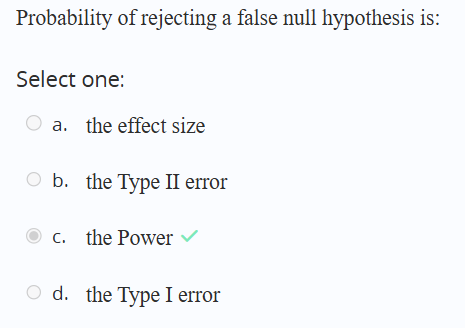 Probability of rejecting a false null hypothesis is:
Select one:
a. the effect size
b. the Type II error
c. the Power
d. the Type I error